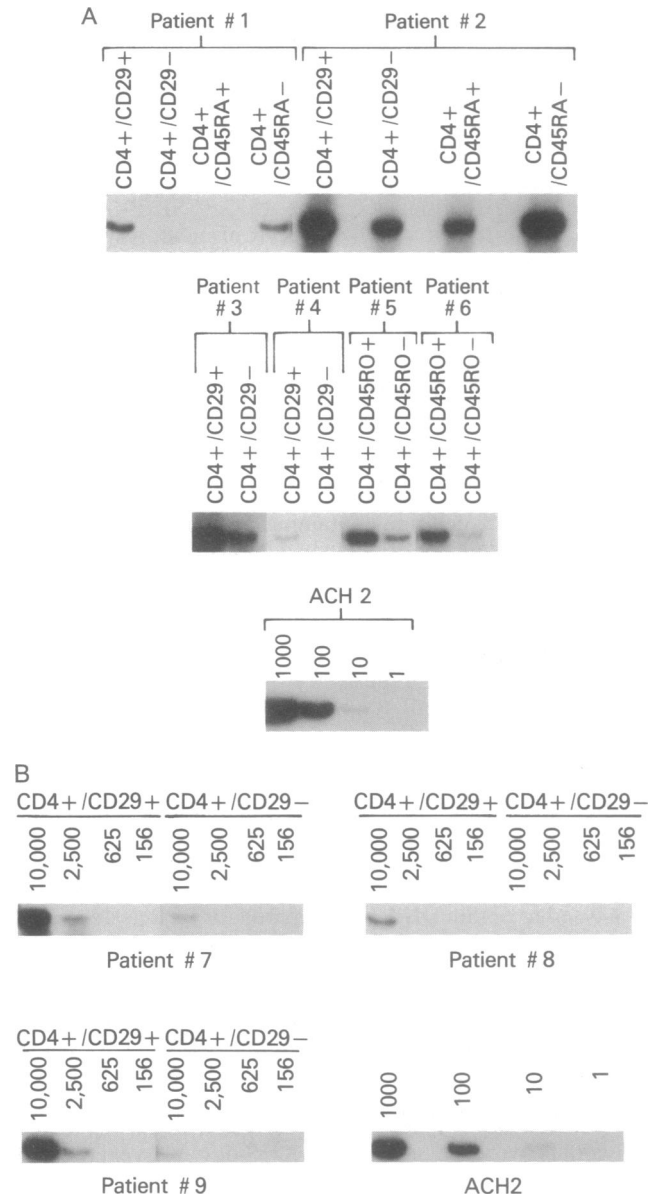 A
Patient #1 Patient #2
CD4+/CD29+ CD4+/CD29- CD4+ /CD45RA+ CD4+ /CD45RA- CD4+/CD29+ CD4+/CD29- CD4+ /CD45RA+ CD4+ /CD45RA-
Patient Patient Patient Patient
#3 #4 #5 #6
CD4+/CD29+ CD4+/CD29- CD4+/CD29+ CD4+/CD29- CD4+/CD45RO+ CD4+/CD45RO- CD4+/CD45RO+ CD4+/CD45RO-
ACH 2
1000 100 10 1
B
CD4+/CD29+ CD4+/CD29- CD4+/CD29+ CD4+/CD29-
10,000 2,500 625 156 10,000 2,500 625 156 10,000 2,500 625 156 10,000 2,500 625 156
Patient #7 Patient #8
CD4+/CD29+ CD4+/CD29-
10,000 2,500 625 156 10,000 2,500 625 156 1000 100 10 1
Patient #9 ACH2